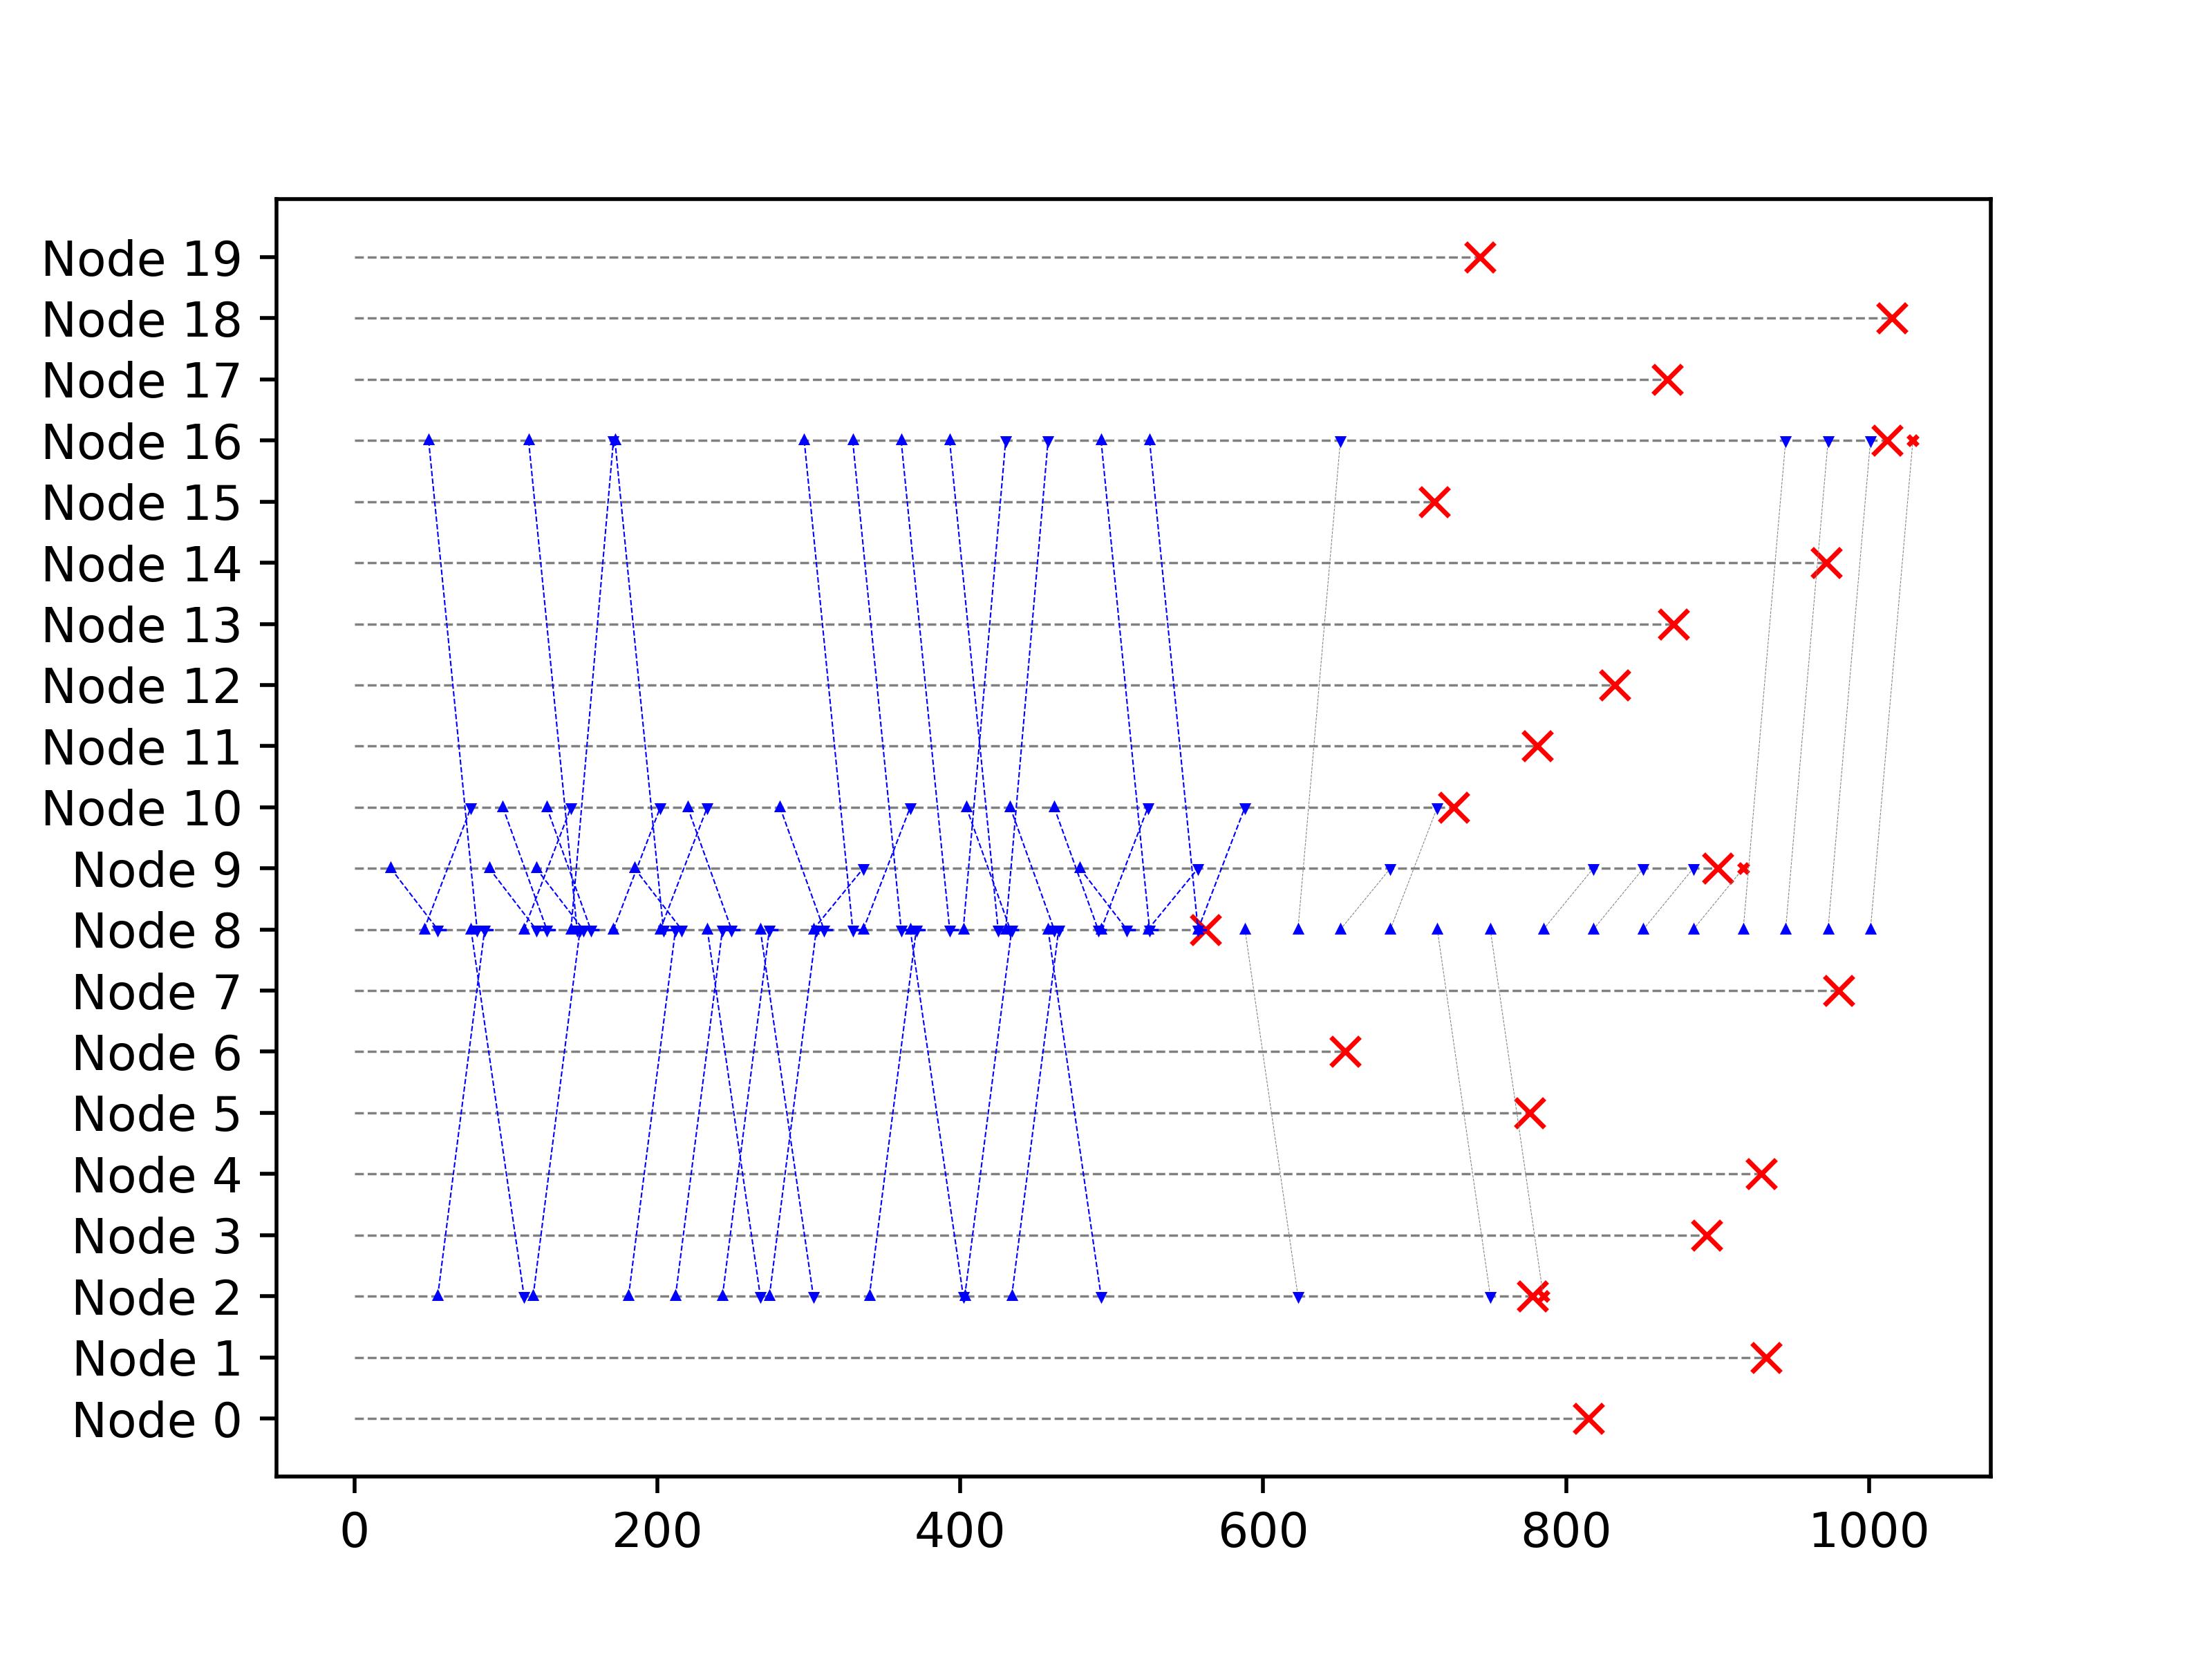 Node 19
Node 18
Node 17
Node 16
Node 15
Node 14
Node 13
Node 12
Node 11
Node 10
Node 9
Node 8
Node 7
Node 6
Node 5
Node 4
Node 3
Node 2
Node 1
Node 0
0 200 400 600 800 1000